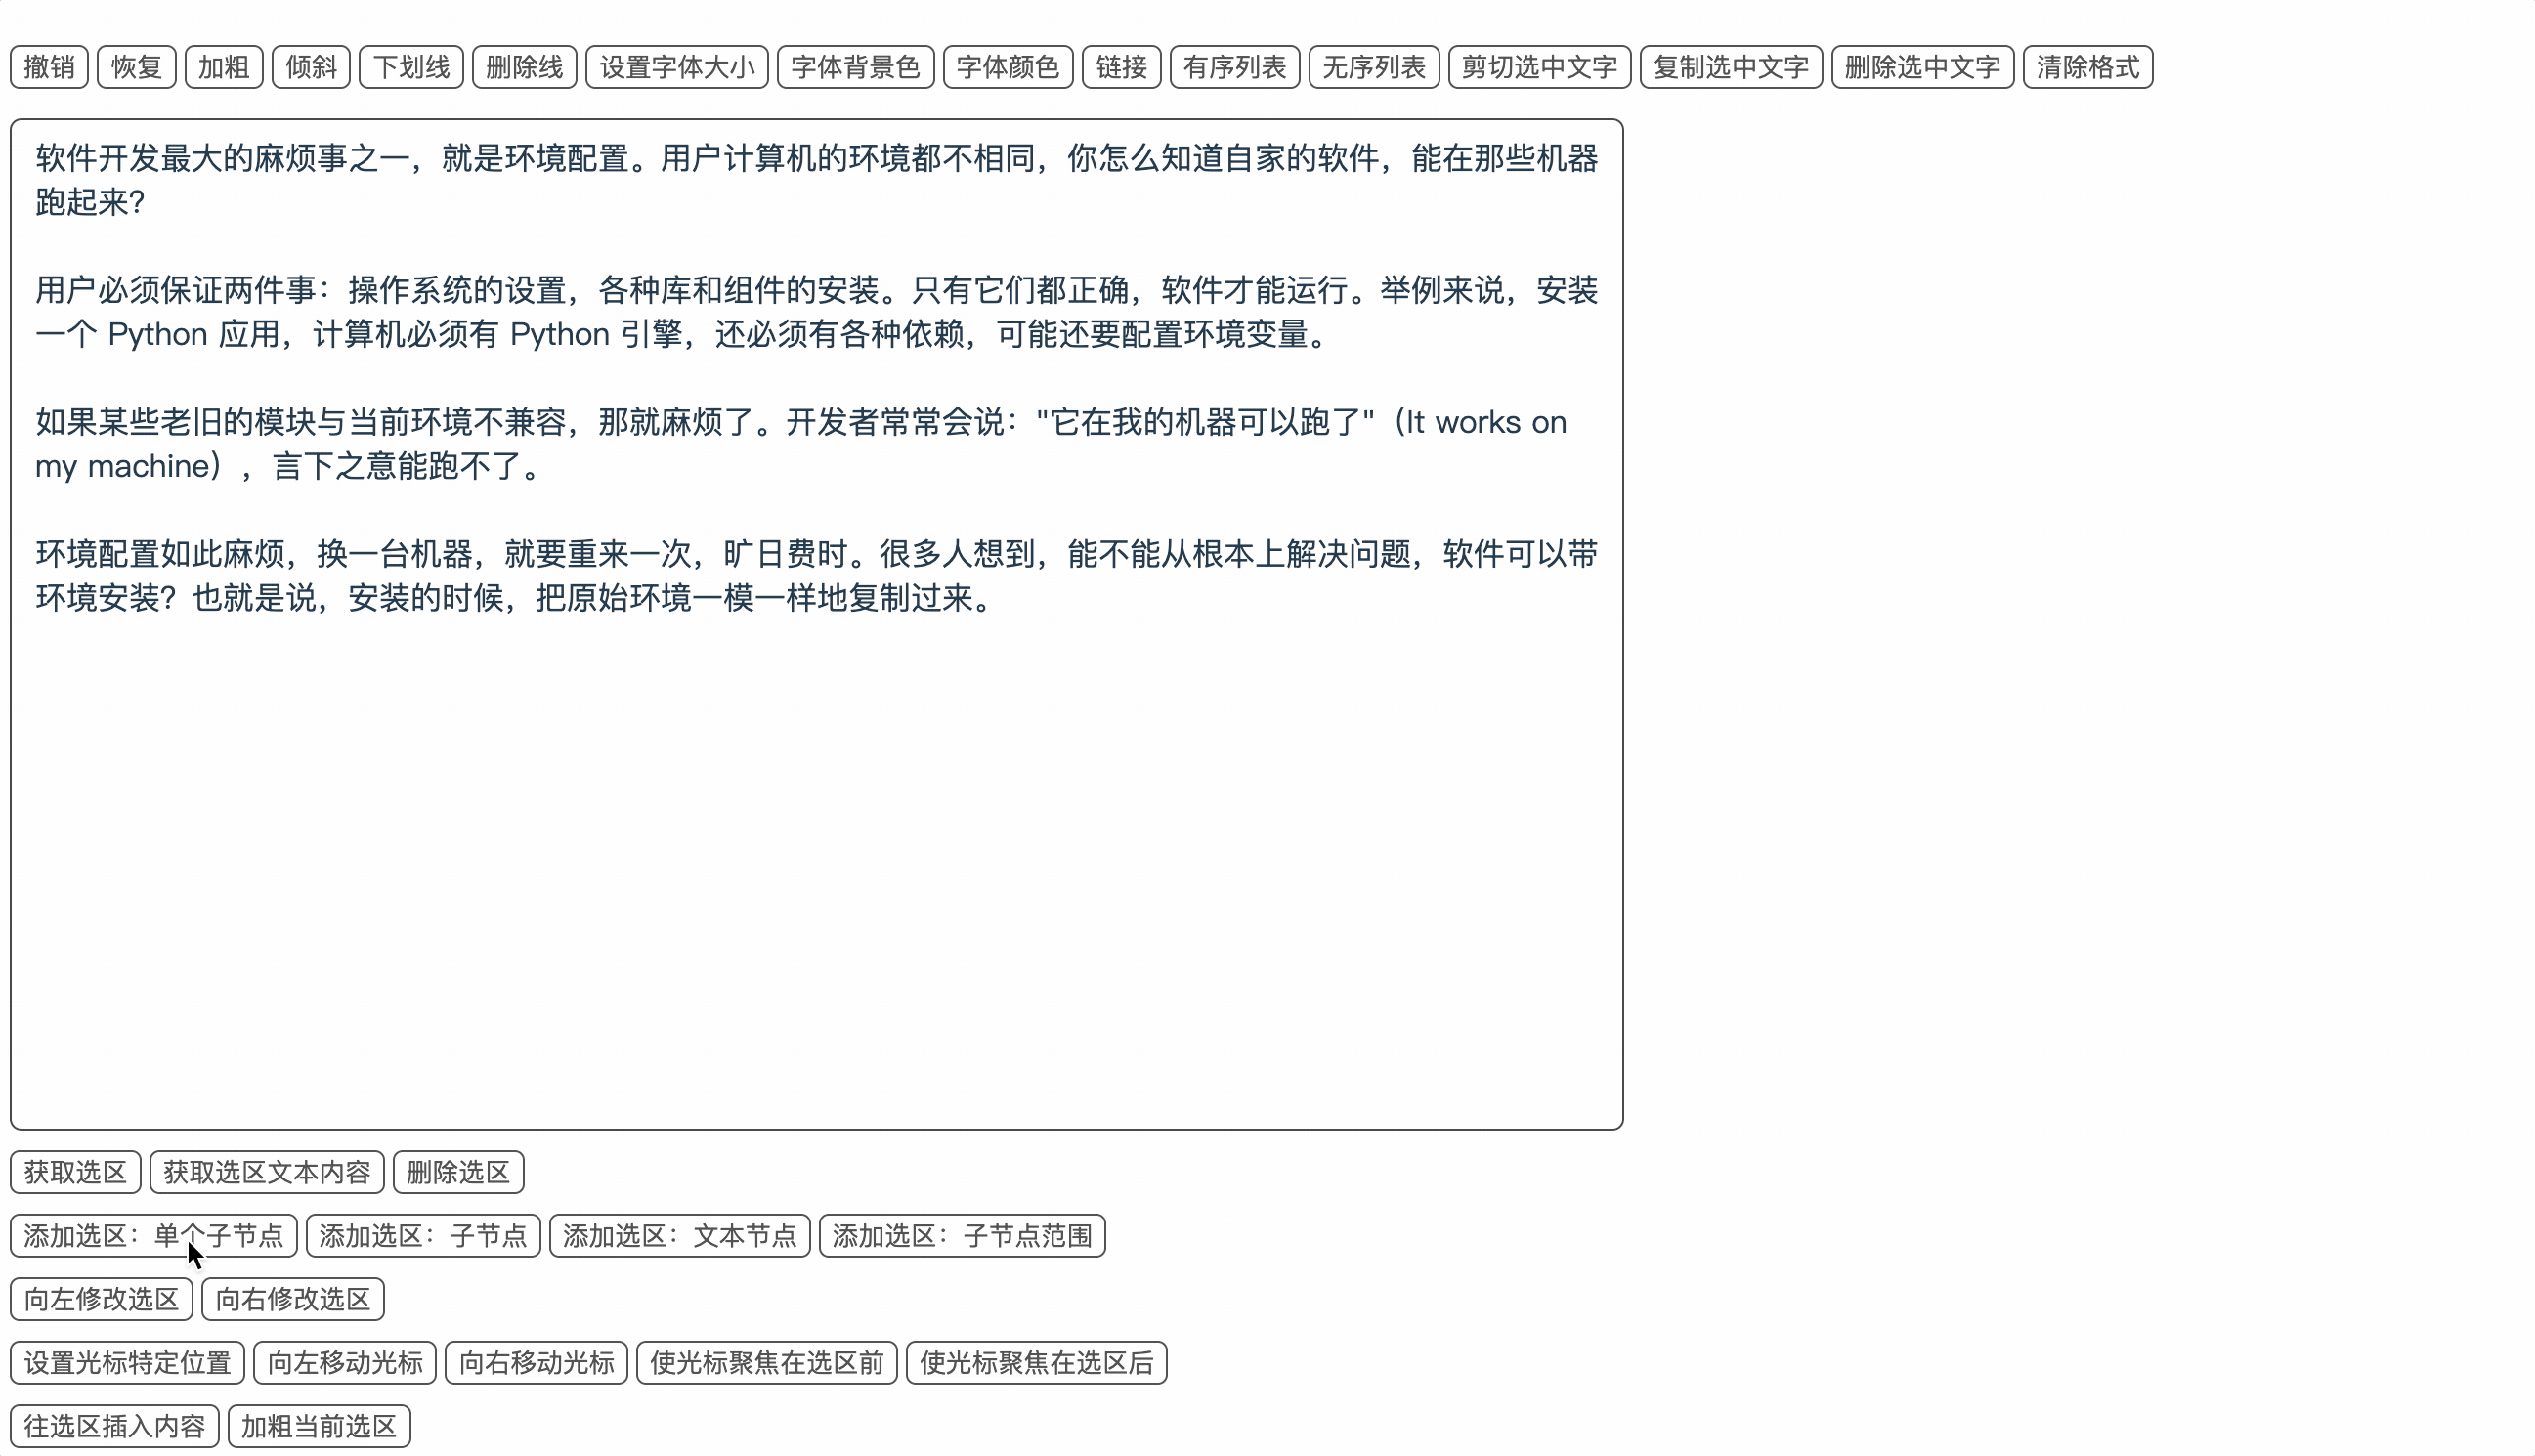 撤销 恢复 加粗 倾斜 下划线 删除线 设置字体大小 字体背景色 字体颜色 链接 有序列表 无序列表 剪切选中文字 复制选中文字 删除选中文字 清除格式
软件开发最大的麻烦事之一，就是环境配置。用户计算机的环境都不相同，你怎么知道自家的软件，能在那些机器
跑起来？
用户必须保证两件事：操作系统的设置，各种库和组件的安装。只有它们都正确，软件才能运行。举例来说，安装
一个 Python 应用，计算机必须有 Python 引擎，还必须有各种依赖，可能还要配置环境变量。
如果某些老旧的模块与当前环境不兼容，那就麻烦了。开发者常常会说："它在我的机器可以跑了"（It works on
my machine），言下之意能跑不了。
环境配置如此麻烦，换一台机器，就要重来一次，旷日费时。很多人想到，能不能从根本上解决问题，软件可以带
环境安装？也就是说，安装的时候，把原始环境一模一样地复制过来。
获取选区 获取选区文本内容 删除选区
添加选区：单个子节点 添加选区：子节点 添加选区：文本节点 添加选区：子节点范围
向左修改选区 向右修改选区
设置光标特定位置 向左移动光标 向右移动光标 使光标聚焦在选区前 使光标聚焦在选区后
往选区插入内容 加粗当前选区